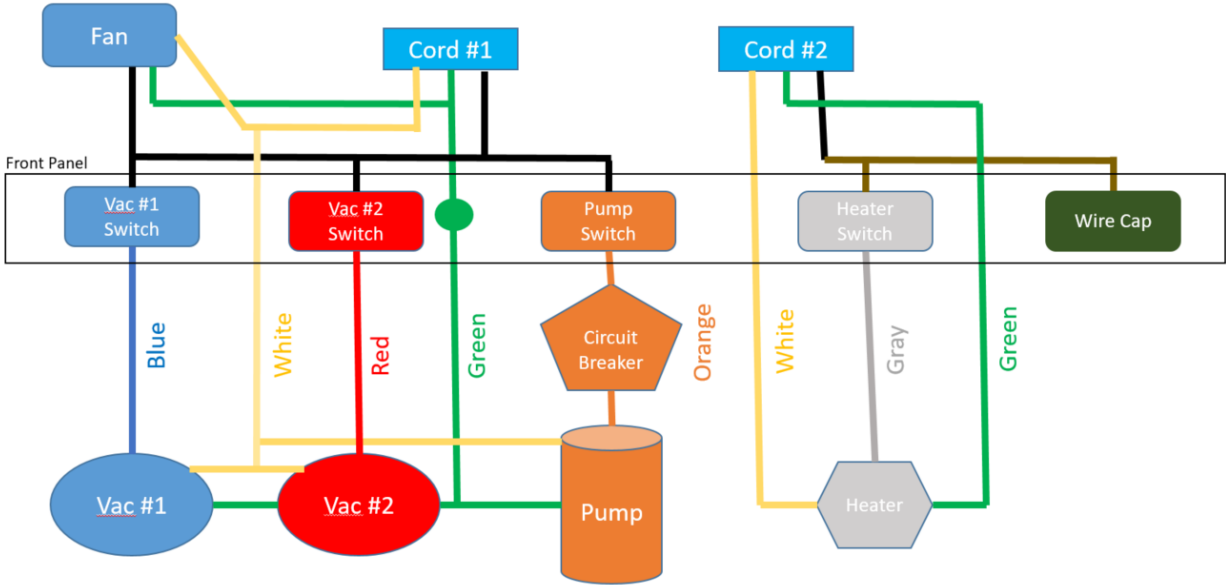 Fan
Cord #1
Cord #2
Front Panel
Vac #1
Switch
Vac #2
Switch
Pump
Switch
Heater
Switch
Wire Cap
Blue
White
Red
Green
Circuit
Breaker
Orange
White
Gray
Green
Vac #1
Vac #2
Pump
Heater